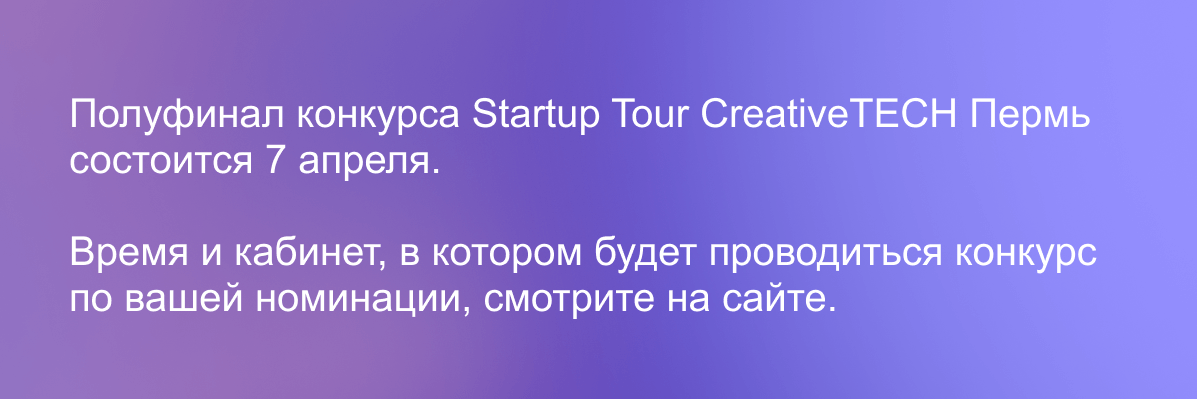 Полуфинал конкурса Startup Tour CreativeTECH Пермь
состоится 7 апреля.
Время и кабинет, в котором будет проводиться конкурс
по вашей номинации, смотрите на сайте.